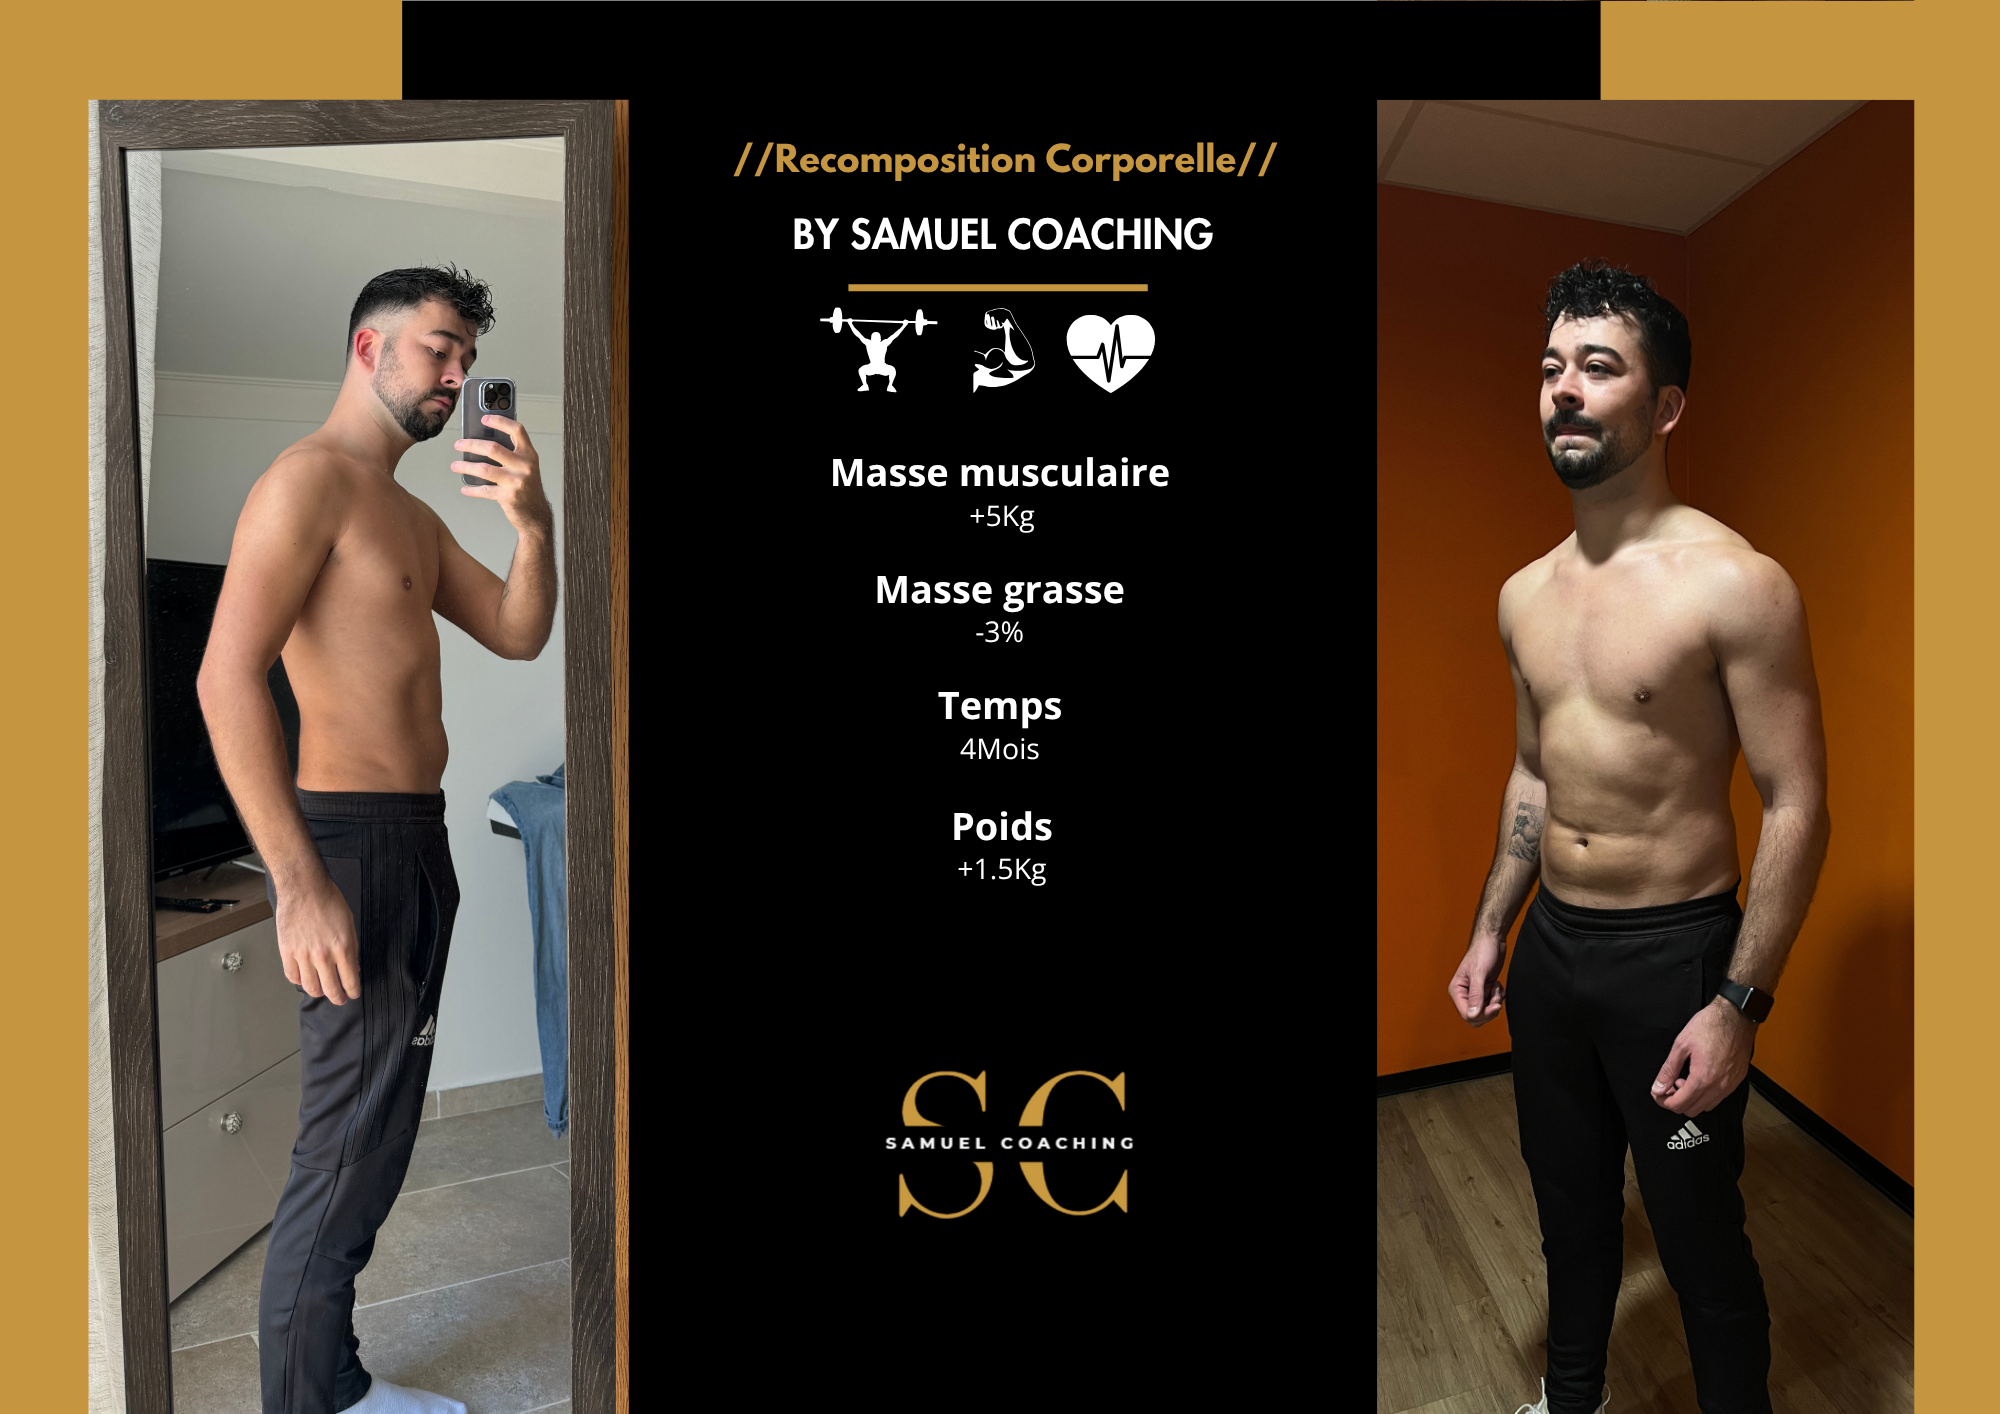 //Recomposition Corporelle//
BY SAMUEL COACHING
Masse musculaire
+5Kg
Masse grasse
-3%
Temps
4Mois
Poids
+1.5Kg
SC
SAMUEL COACHING
adidas
adidas